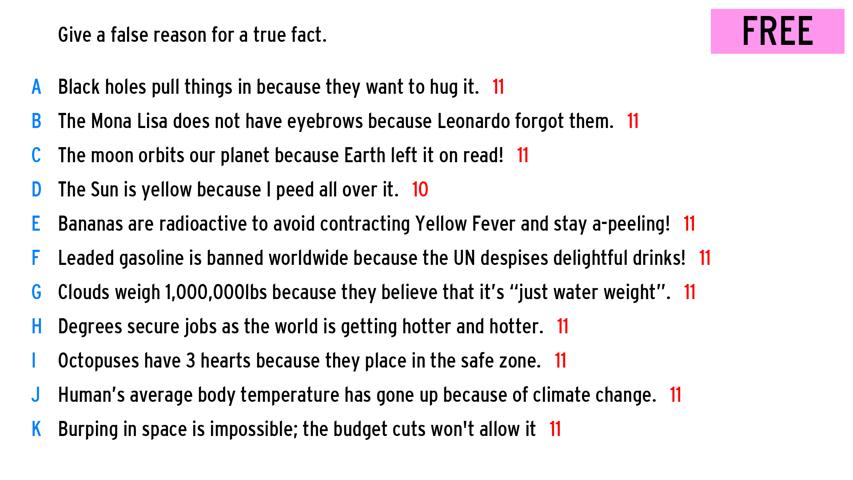 Give a false reason for a true fact.
FREE
A Black holes pull things in because they want to hug it. 11
B The Mona Lisa does not have eyebrows because Leonardo forgot them. 11
C The moon orbits our planet because Earth left it on read! 11
D The Sun is yellow because I peed all over it. 10
E Bananas are radioactive to avoid contracting Yellow Fever and stay a-peeling! 11
F Leaded gasoline is banned worldwide because the UN despises delightful drinks! 11
G Clouds weigh 1,000,000lbs because they believe that it's “just water weight”. 11
H Degrees secure jobs as the world is getting hotter and hotter. 11
I Octopuses have 3 hearts because they place in the safe zone. 11
J Human's average body temperature has gone up because of climate change. 11
K Burping in space is impossible; the budget cuts won't allow it 11